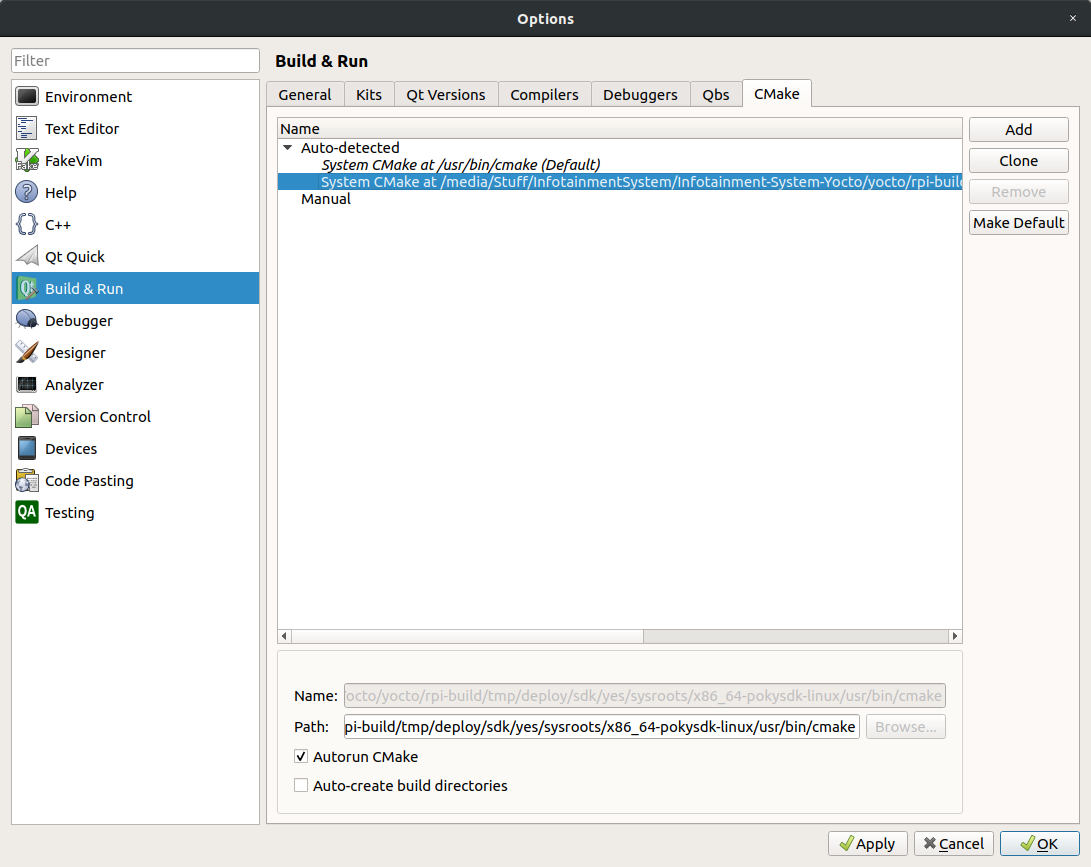 Options
×
Filter
Environment
Text Editor
FakeVim
Help
C++
Qt Quick
Build & Run
Debugger
Designer
Analyzer
Version Control
Devices
Code Pasting
QA Testing
Build & Run
General Kits Qt Versions Compilers Debuggers Qbs CMake
Name
Auto-detected
System CMake at /usr/bin/cmake (Default)
System CMake at /media/Stuff/InfotainmentSystem/Infotainment-System-Yocto/yocto/rpi-buil
Manual
Add
Clone
Remove
Make Default
Name: octo/yocto/rpi-build/tmp/deploy/sdk/yes/sysroots/x86_64-pokysdk-linux/usr/bin/cmake
Path: pi-build/tmp/deploy/sdk/yes/sysroots/x86_64-pokysdk-linux/usr/bin/cmake Browse...
Autorun CMake
Auto-create build directories
Apply Cancel OK